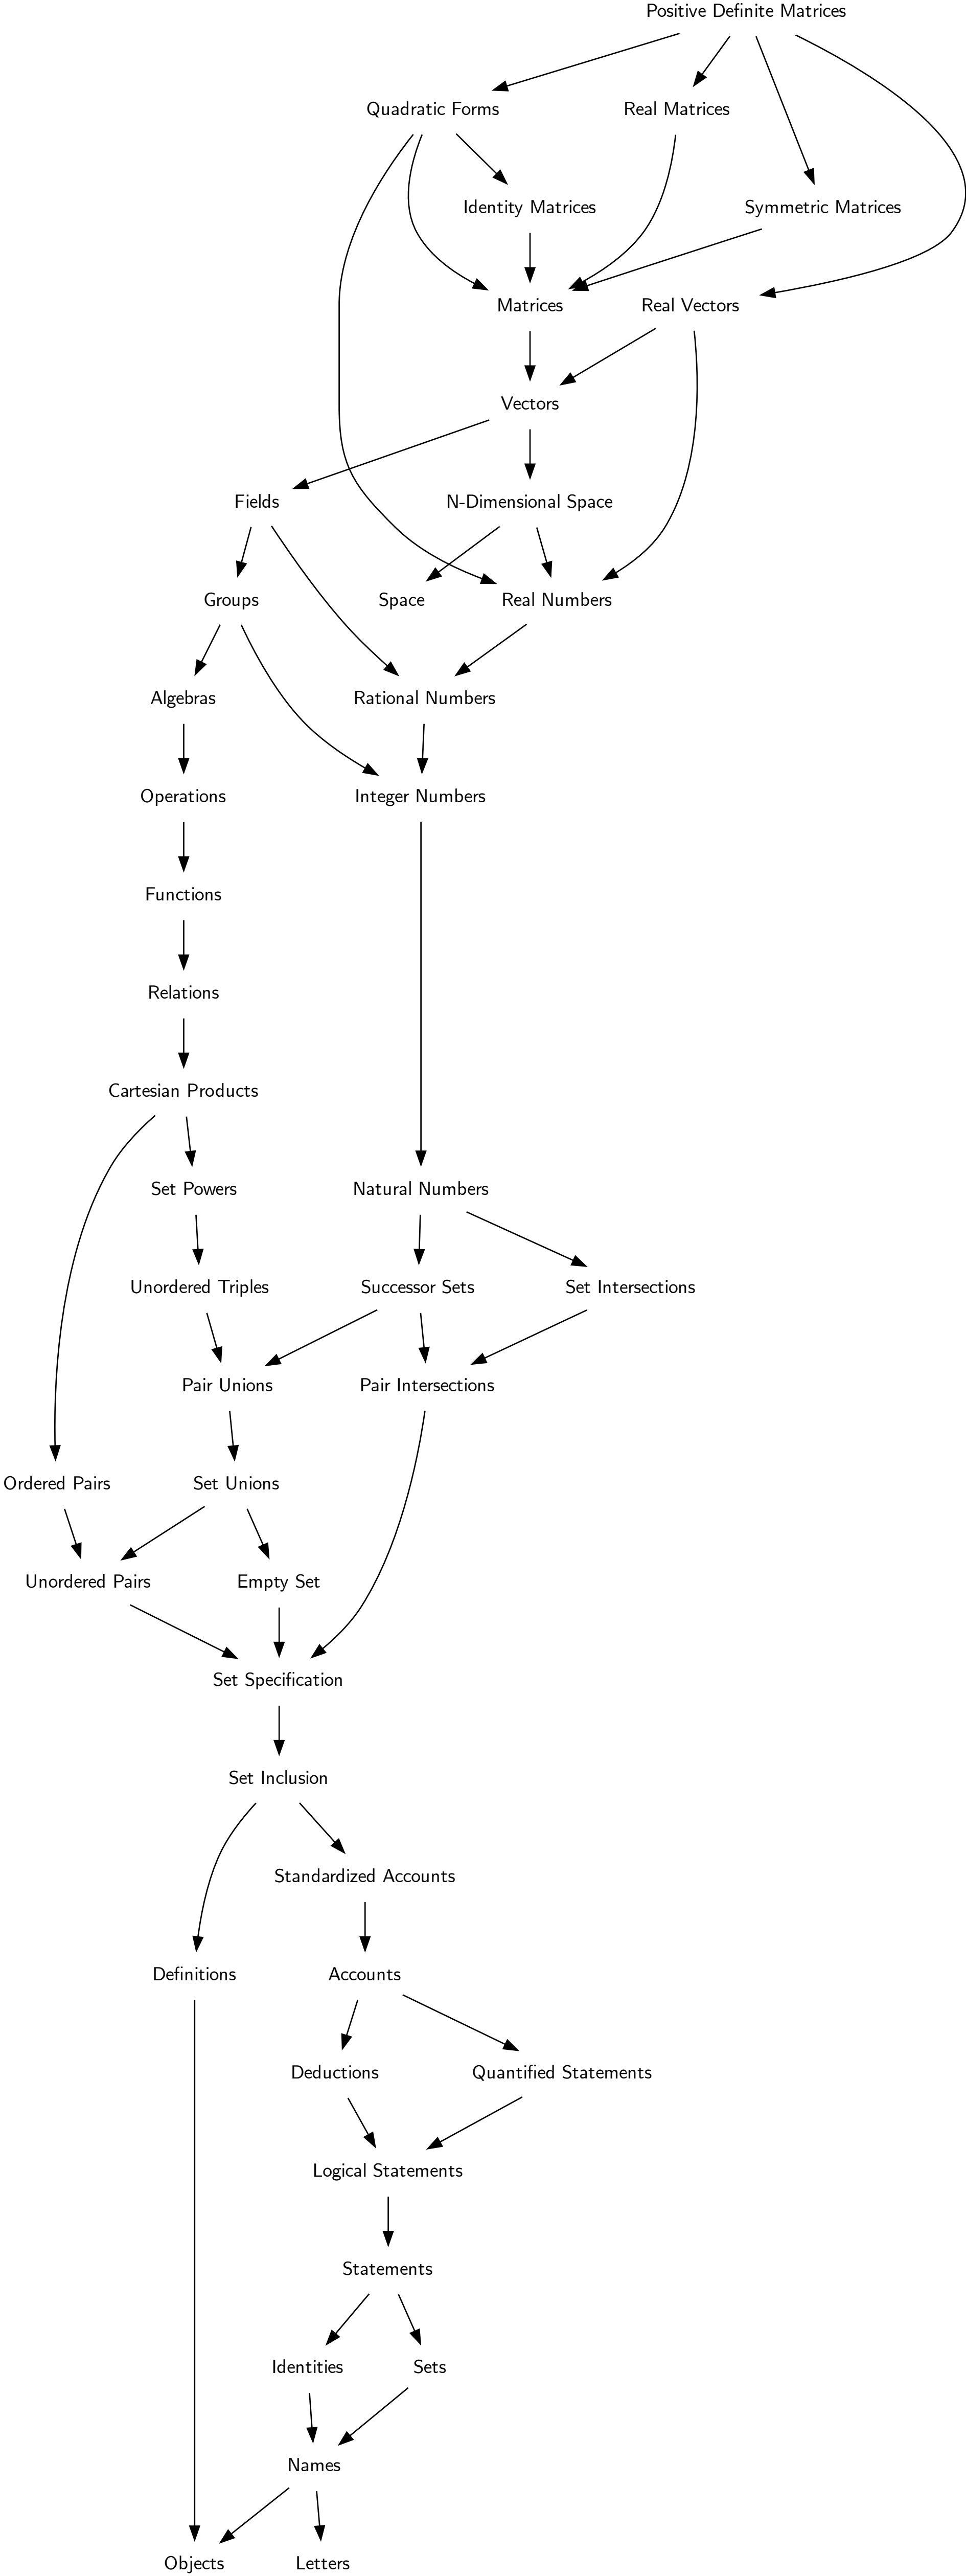 Positive Definite Matrices
Quadratic Forms
Real Matrices
Identity Matrices
Symmetric Matrices
Matrices
Real Vectors
Vectors
Fields
N-Dimensional Space
Groups
Space
Real Numbers
Algebras
Rational Numbers
Operations
Integer Numbers
Functions
Relations
Cartesian Products
Set Powers
Natural Numbers
Unordered Triples
Successor Sets
Set Intersections
Pair Unions
Pair Intersections
Ordered Pairs
Set Unions
Unordered Pairs
Empty Set
Set Specification
Set Inclusion
Standardized Accounts
Definitions
Accounts
Deductions
Quantified Statements
Logical Statements
Statements
Identities
Sets
Names
Objects
Letters